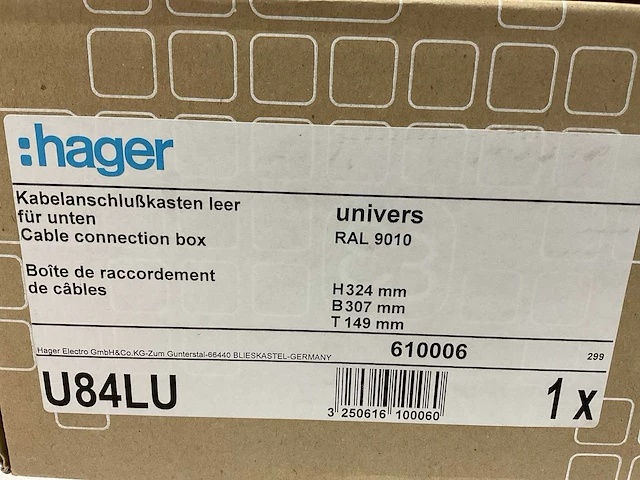 :hager
Kabelanschlußkasten leer
für unten
Cable connection box
Boîte de raccordement
de câbles
univers
RAL 9010
H 324 mm
B 307 mm
T 149 mm
Hager Electro GmbH&Co.KG-Zum Gunterstal-66440 BLIESKASTEL-GERMANY
610006
299
U84LU
3 250616 100060
1 x